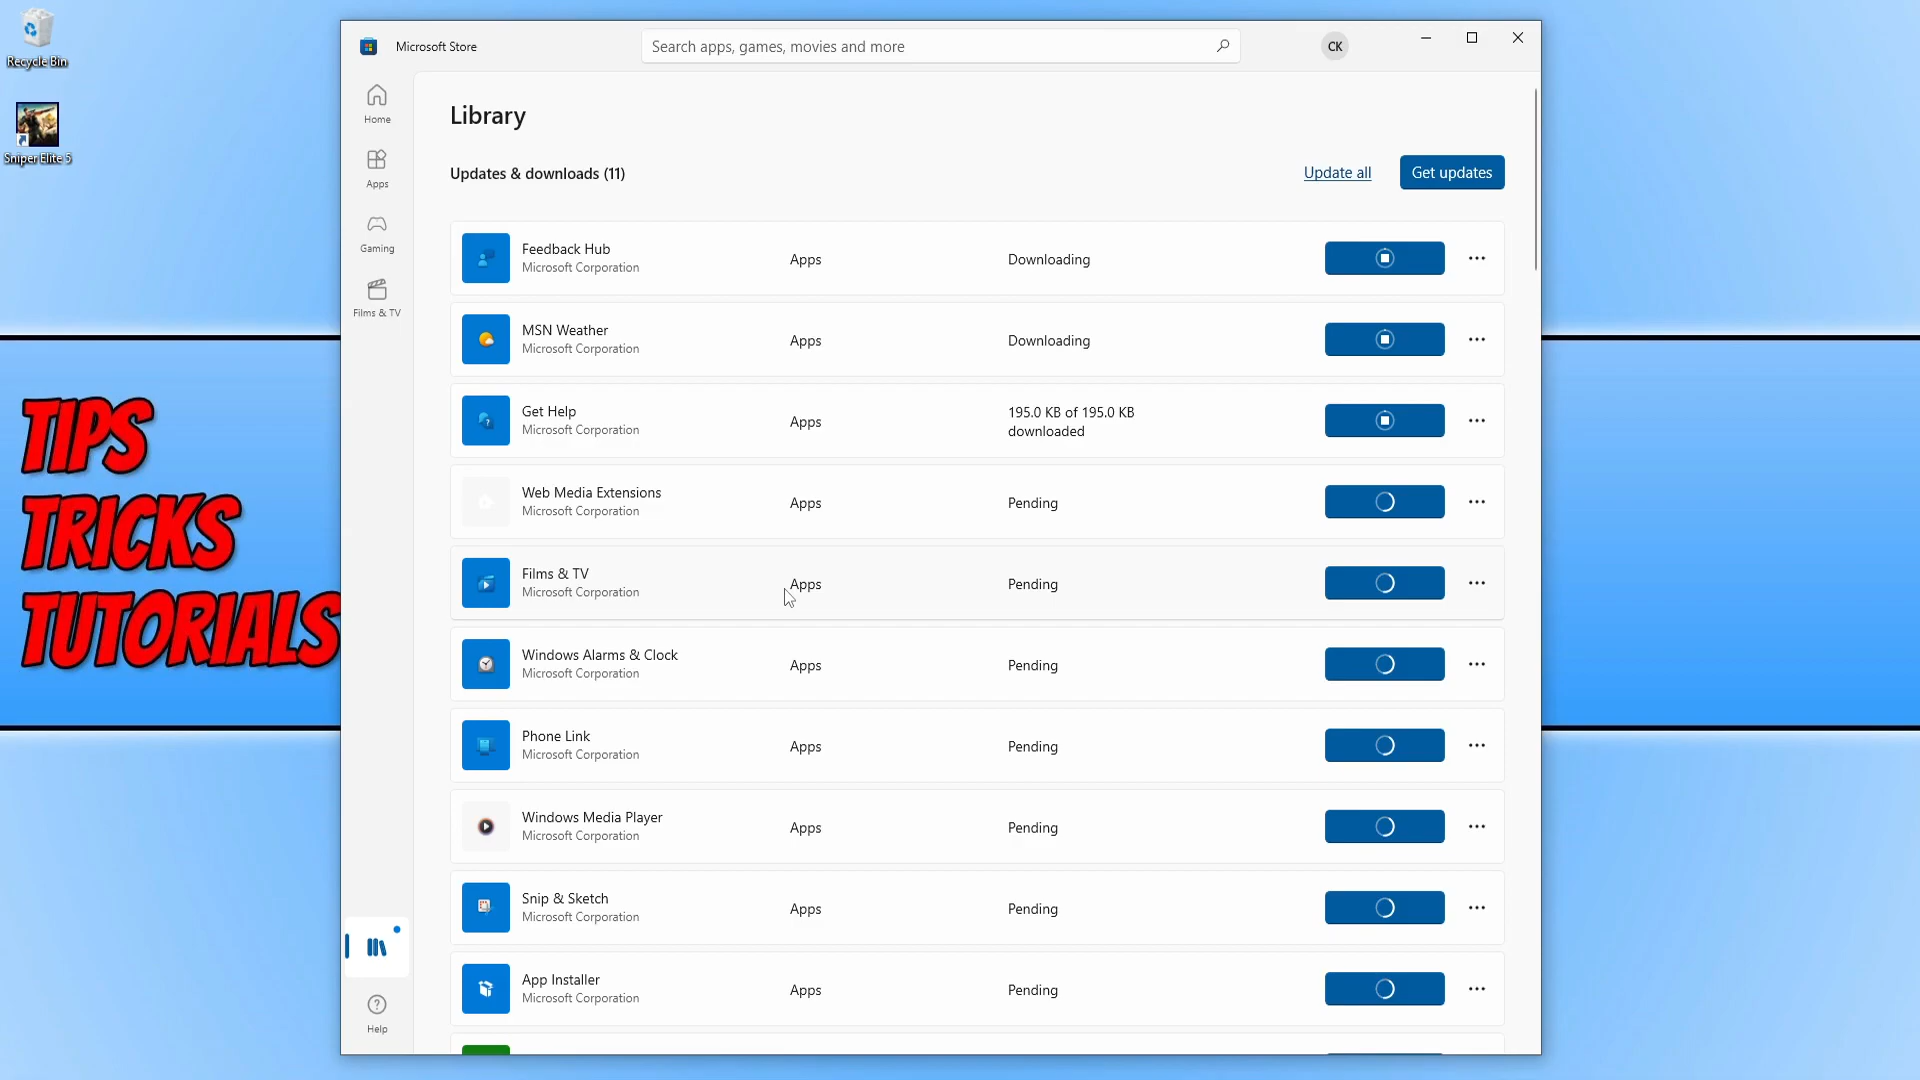 Recycle Bin
Sniper Elite 5
TIPS
TRICKS
TUTORIALS
Microsoft Store
Search apps, games, movies and more
CK
Home
Apps
Gaming
Films & TV
Help
Library
Updates & downloads (11)
Update all
Get updates
Feedback Hub
Microsoft Corporation
Apps
Downloading
MSN Weather
Microsoft Corporation
Apps
Downloading
Get Help
Microsoft Corporation
Apps
195.0 KB of 195.0 KB
downloaded
Web Media Extensions
Microsoft Corporation
Apps
Pending
Films & TV
Microsoft Corporation
Apps
Pending
Windows Alarms & Clock
Microsoft Corporation
Apps
Pending
Phone Link
Microsoft Corporation
Apps
Pending
Windows Media Player
Microsoft Corporation
Apps
Pending
Snip & Sketch
Microsoft Corporation
Apps
Pending
App Installer
Microsoft Corporation
Apps
Pending